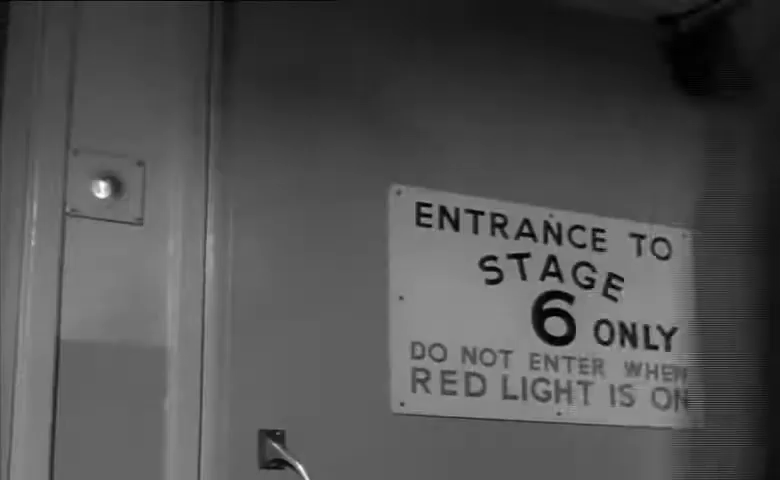 ENTRANCE TO
STAGE
6 ONLY
DO NOT ENTER WHEN
RED LIGHT IS ON